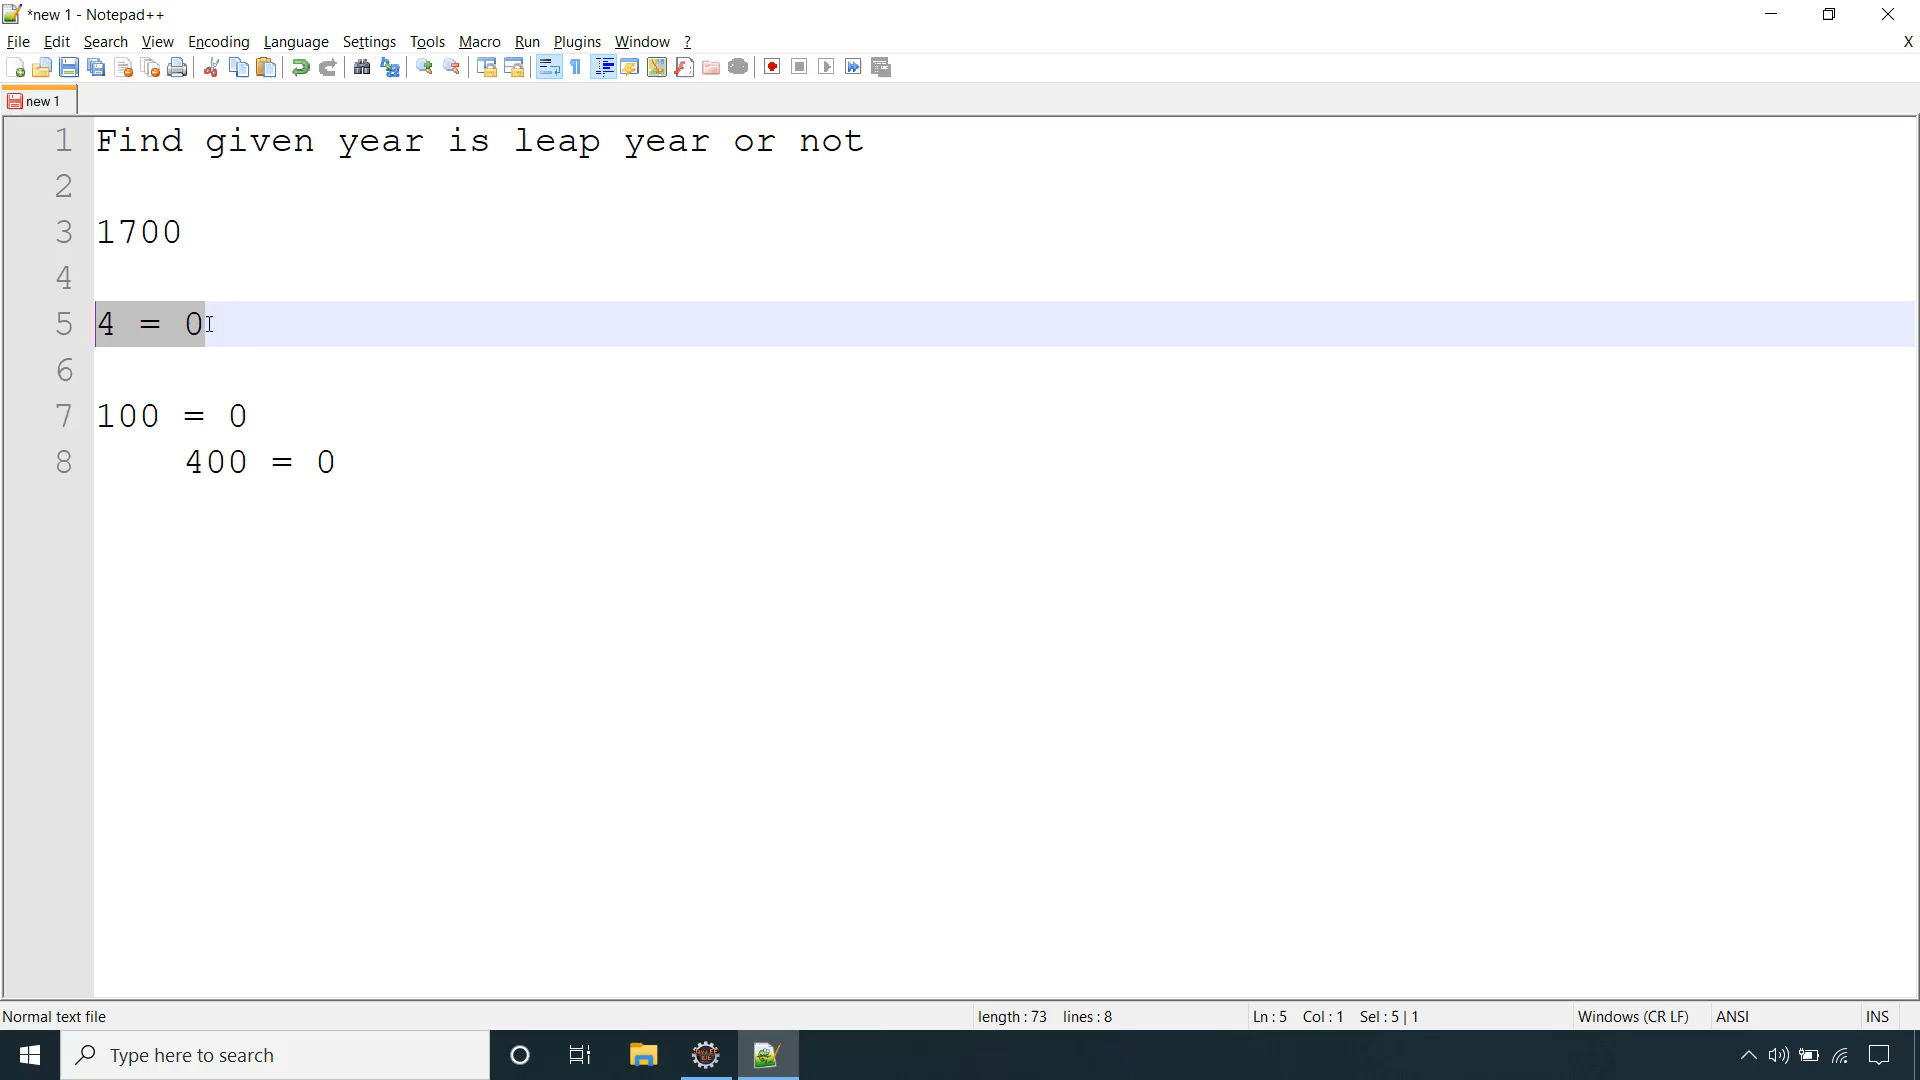 *new 1 - Notepad++
File Edit Search View Encoding Language Settings Tools Macro Run Plugins Window ? X
new 1
1 Find given year is leap year or not
2
3 1700
4
5 4 = 0
6
7 100 = 0
8 400 = 0
Normal text file length : 73 lines : 8 Ln : 5 Col : 1 Sel : 5 | 1 Windows (CR LF) ANSI INS
Type here to search